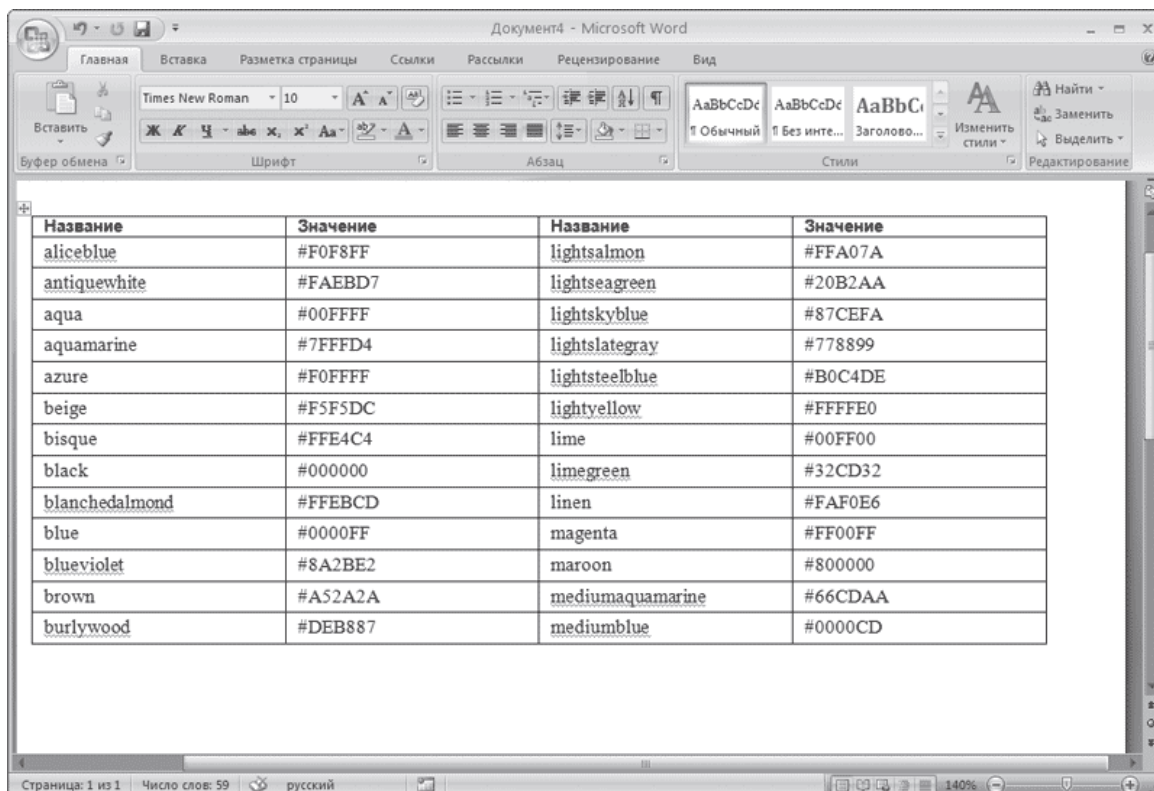 Документ4 - Microsoft Word
Главная Вставка Разметка страницы Ссылки Рассылки Рецензирование Вид
Times New Roman 10 Найти
AaBbCcDc AaBbCcDc AaBbC Заменить
Вставить Ж К Ч abc x₂ x² Aa ab A ¶ Обычный ¶ Без инте... Заголово... Изменить стили Выделить
Буфер обмена Шрифт Абзац Стили Редактирование
Название Значение Название Значение
aliceblue #F0F8FF lightsalmon #FFA07A
antiquewhite #FAEBD7 lightseagreen #20B2AA
aqua #00FFFF lightskyblue #87CEFA
aquamarine #7FFFD4 lightslategray #778899
azure #F0FFFF lightsteelblue #B0C4DE
beige #F5F5DC lightyellow #FFFFE0
bisque #FFE4C4 lime #00FF00
black #000000 limegreen #32CD32
blanchedalmond #FFEBCD linen #FAF0E6
blue #0000FF magenta #FF00FF
blueviolet #8A2BE2 maroon #800000
brown #A52A2A mediumaquamarine #66CDAA
burlywood #DEB887 mediumblue #0000CD
Страница: 1 из 1 Число слов: 59 русский 140%